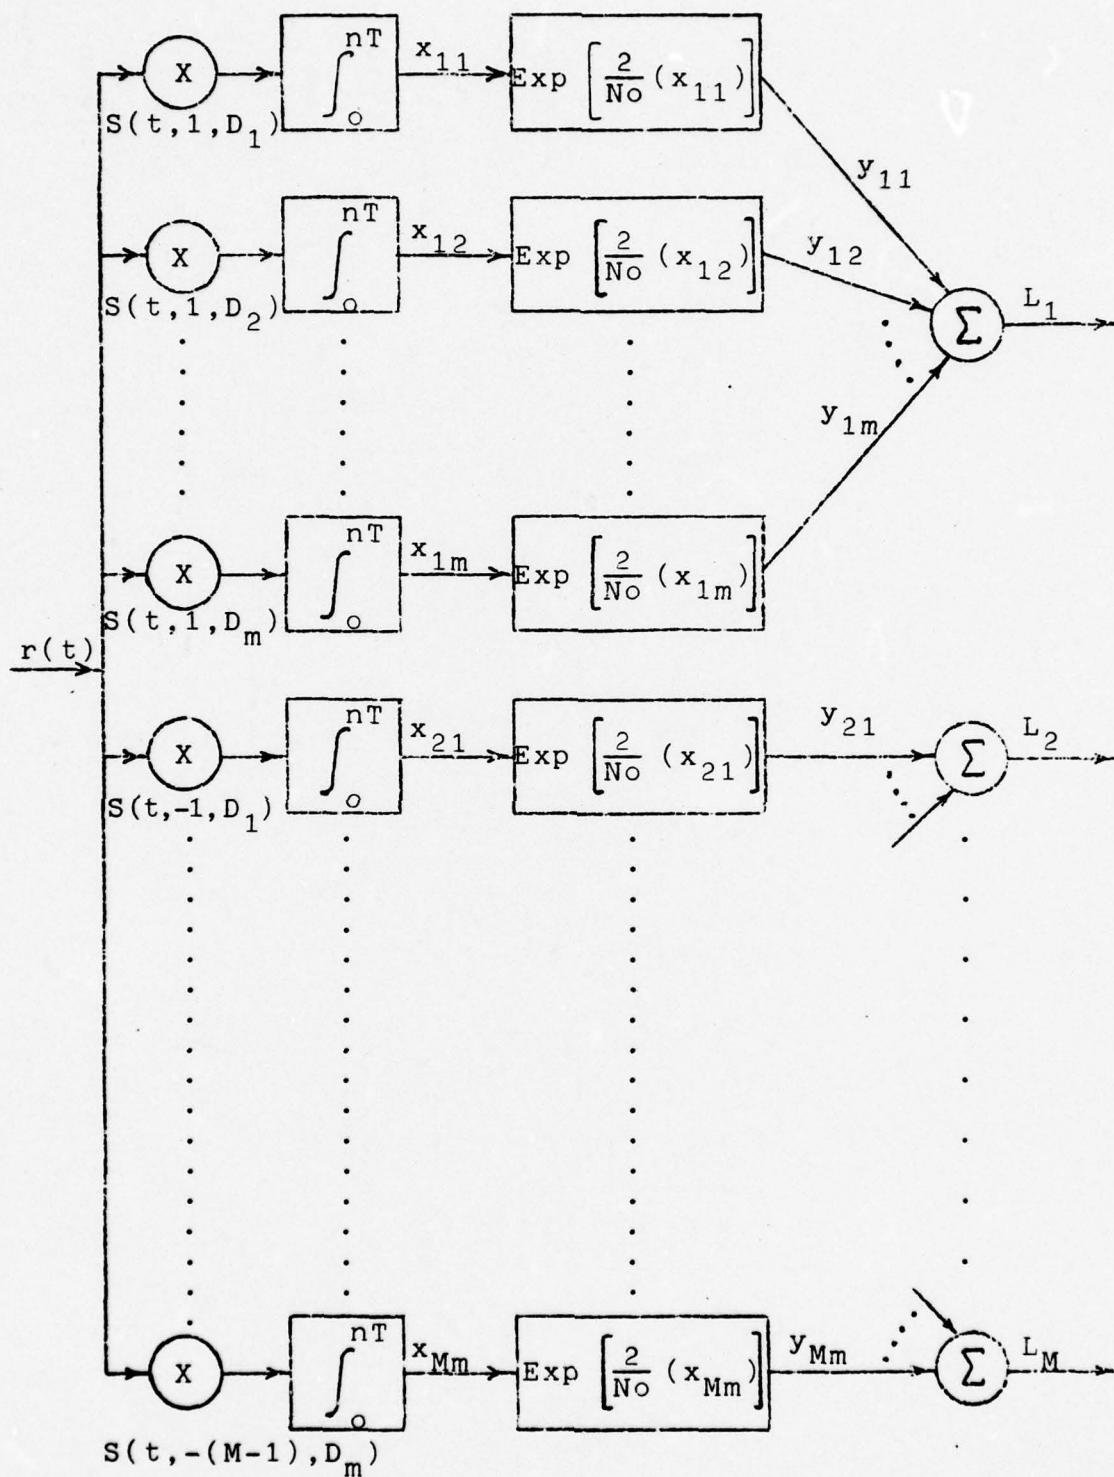 nT x11
X ∫ Exp [2/No (x11)]
S(t,1,D1) o
y11
nT x12 y12
X ∫ Exp [2/No (x12)]
S(t,1,D2) o
Σ L1
y1m
nT x1m
X ∫ Exp [2/No (x1m)]
S(t,1,Dm) o
r(t)
nT x21 y21 L2
X ∫ Exp [2/No (x21)] Σ
S(t,-1,D1) o
nT xMm yMm LM
X ∫ Exp [2/No (xMm)] Σ
o
S(t,-(M-1),Dm)